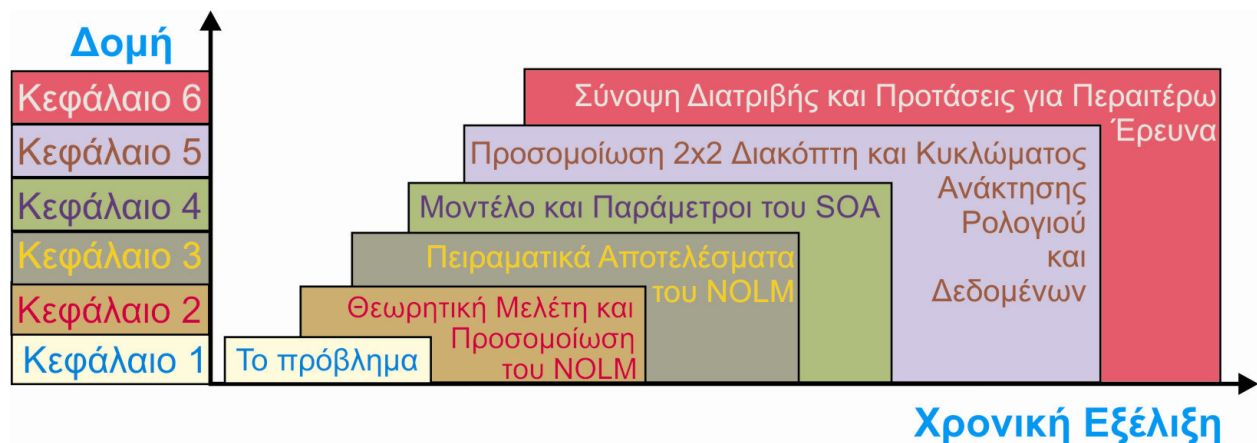 Δομή
Κεφάλαιο 6
Σύνοψη Διατριβής και Προτάσεις για Περαιτέρω
Έρευνα
Κεφάλαιο 5
Προσομοίωση 2x2 Διακόπτη και Κυκλώματος
Ανάκτησης
Ρολογιού
και
Δεδομένων
Κεφάλαιο 4
Μοντέλο και Παράμετροι του SOA
Κεφάλαιο 3
Πειραματικά Αποτελέσματα
του NOLM
Κεφάλαιο 2
Θεωρητική Μελέτη και
Προσομοίωση
του NOLM
Κεφάλαιο 1
Το πρόβλημα
Χρονική Εξέλιξη